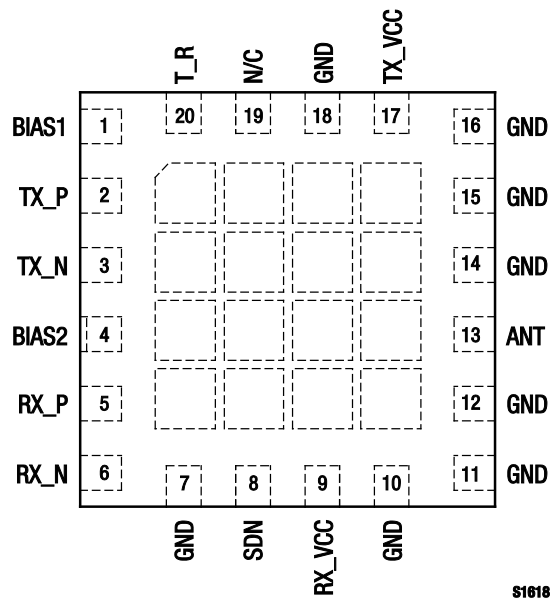 T_R N/C GND TX_VCC
20 19 18 17
BIAS1 1 16 GND
TX_P 2 15 GND
TX_N 3 14 GND
BIAS2 4 13 ANT
RX_P 5 12 GND
RX_N 6 11 GND
7 8 9 10
GND SDN RX_VCC GND
S1618